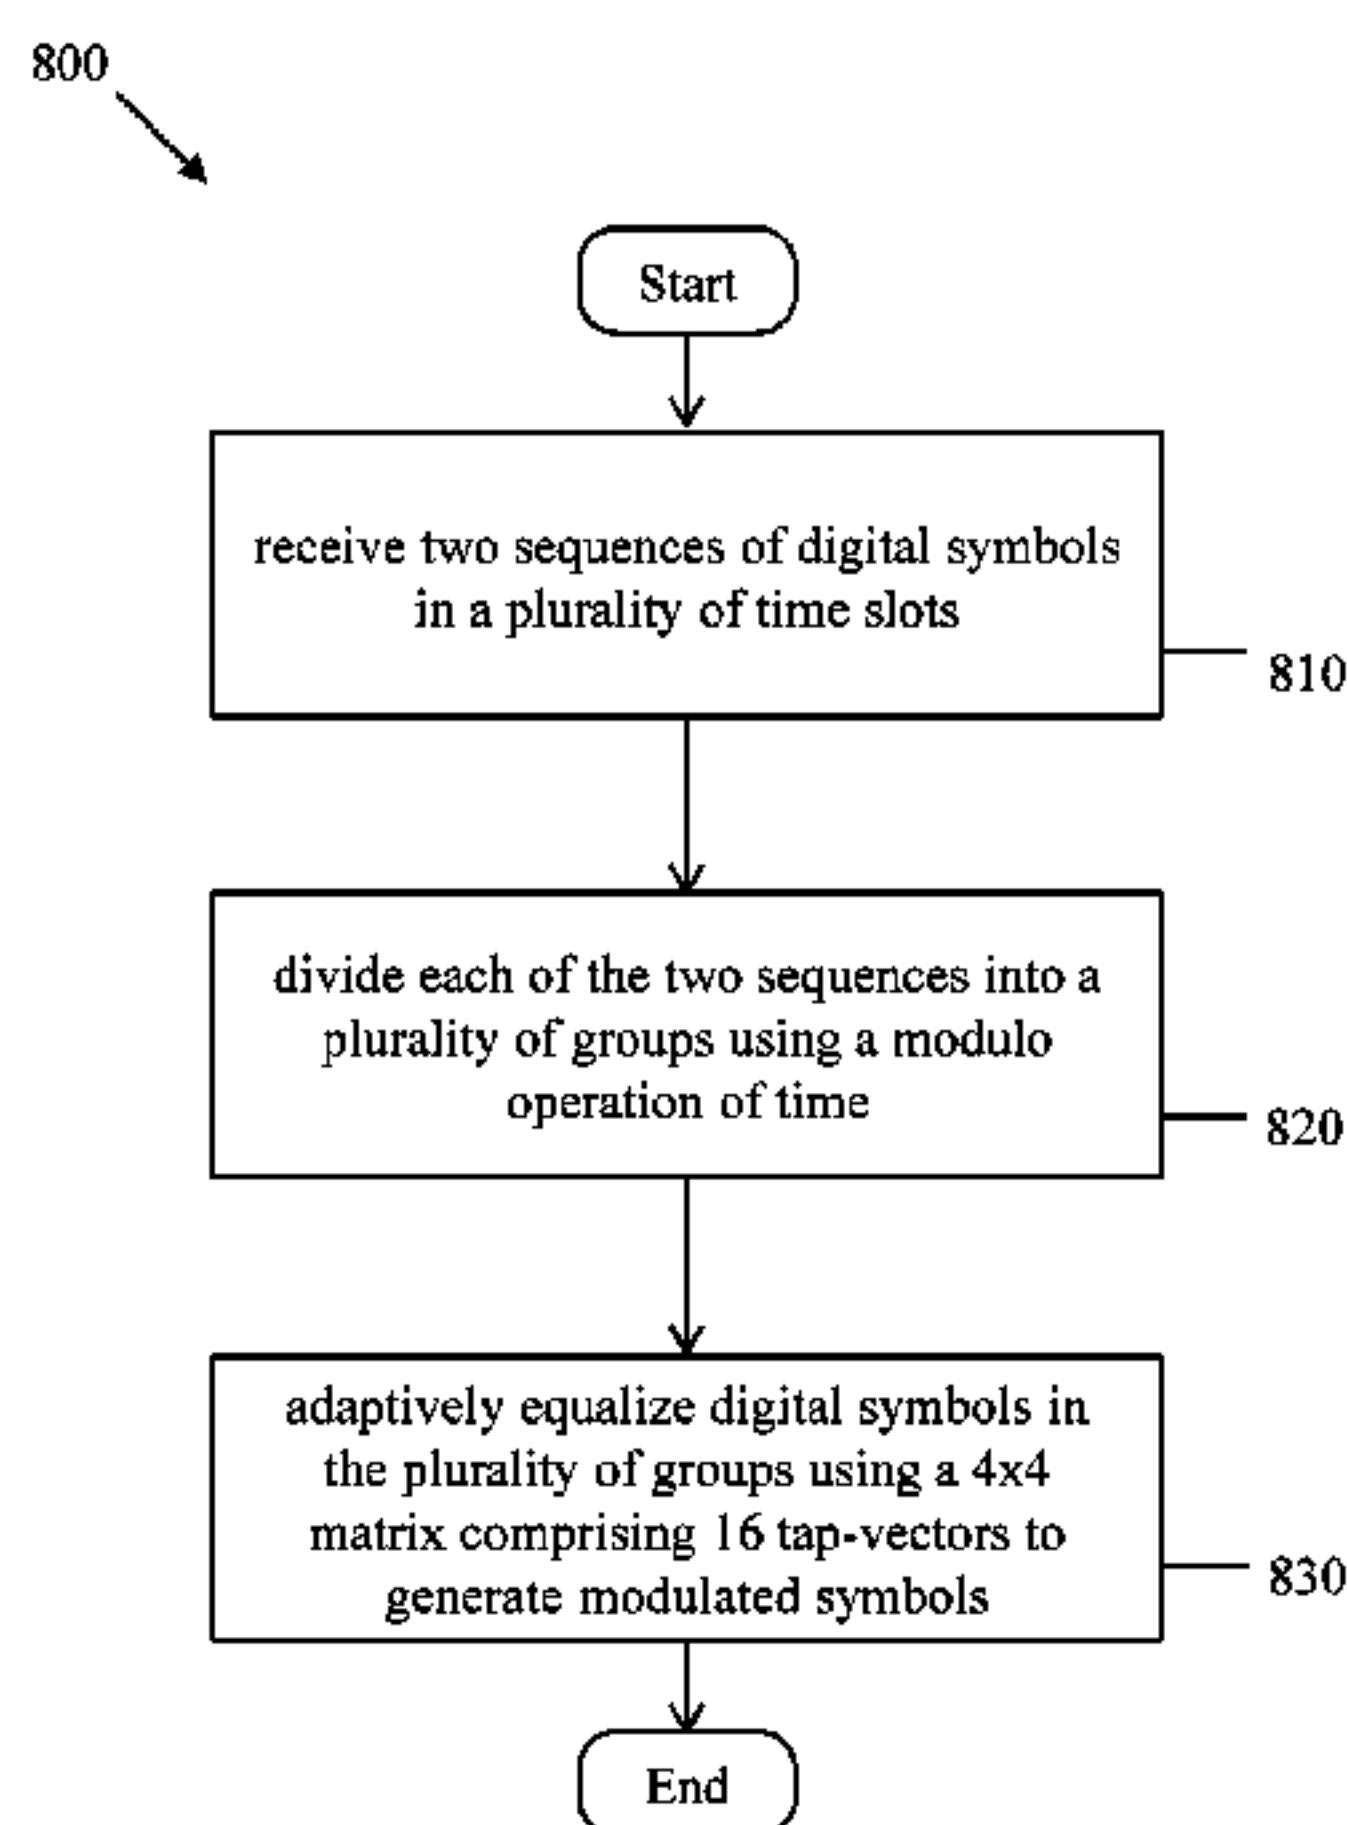 800
Start
receive two sequences of digital symbols
in a plurality of time slots
810
divide each of the two sequences into a
plurality of groups using a modulo
operation of time
820
adaptively equalize digital symbols in
the plurality of groups using a 4x4
matrix comprising 16 tap-vectors to
generate modulated symbols
830
End